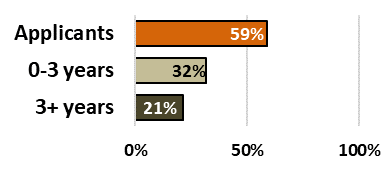 Applicants 59%
0-3 years 32%
3+ years 21%
0% 50% 100%